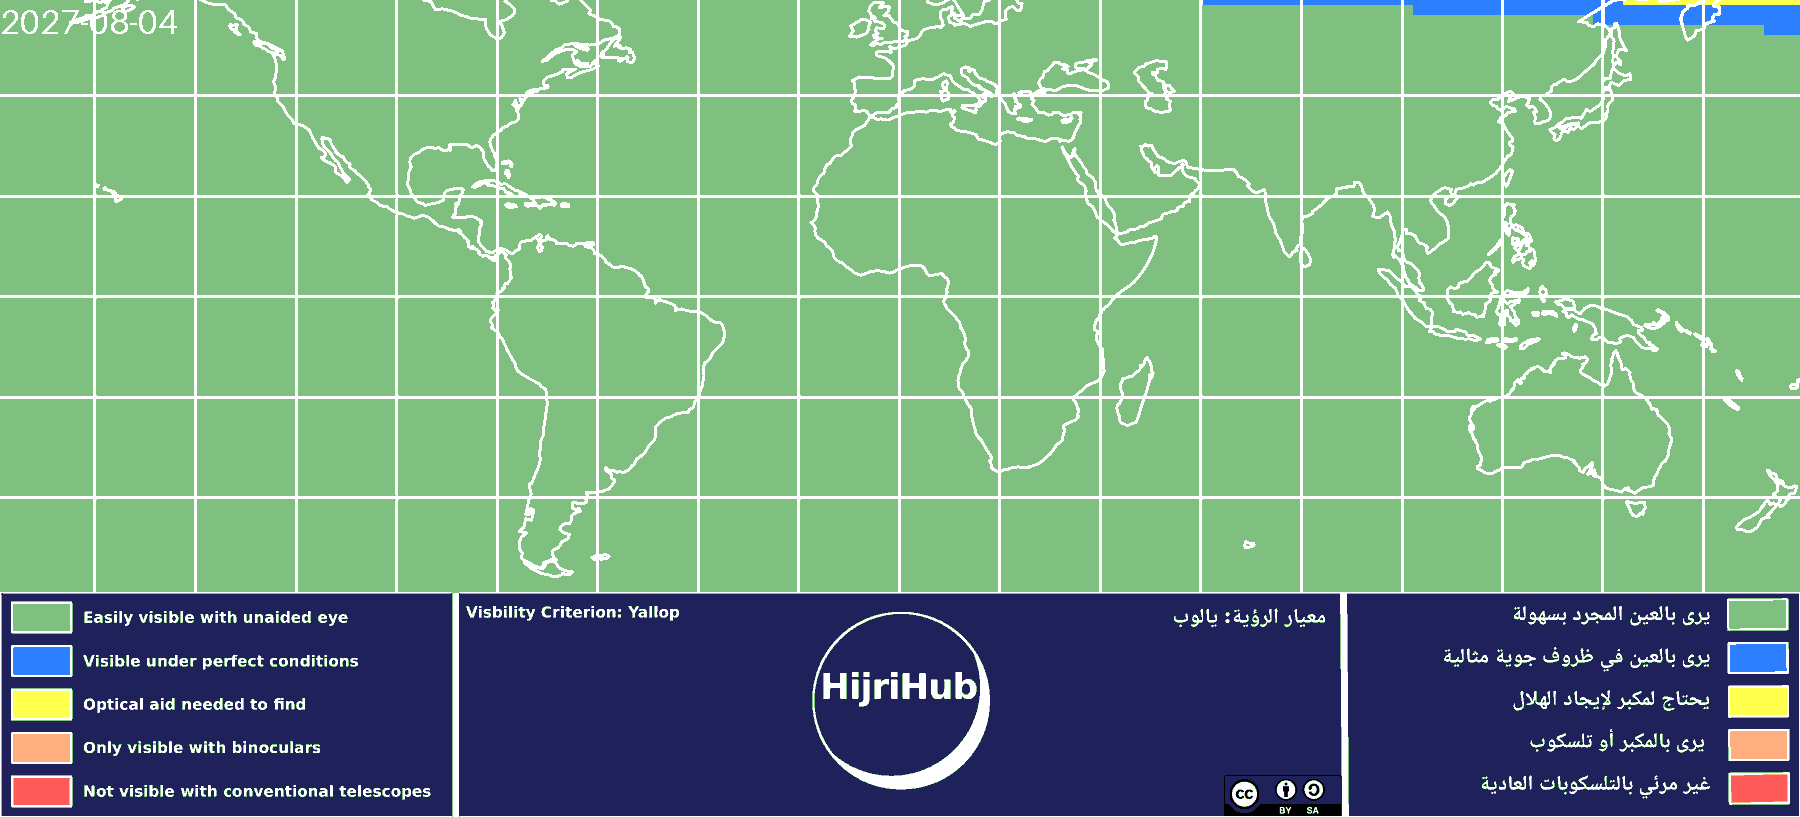 2027-08-04
Easily visible with unaided eye
Visible under perfect conditions
Optical aid needed to find
Only visible with binoculars
Not visible with conventional telescopes
Visbility Criterion: Yallop
معيار الرؤية: يالوب
HijriHub
cc
BY SA
يرى بالعين المجرد بسهولة
يرى بالعين في ظروف جوية مثالية
يحتاج لمكبر لإيجاد الهلال
يرى بالمكبر أو تلسكوب
غير مرئي بالتلسكوبات العادية